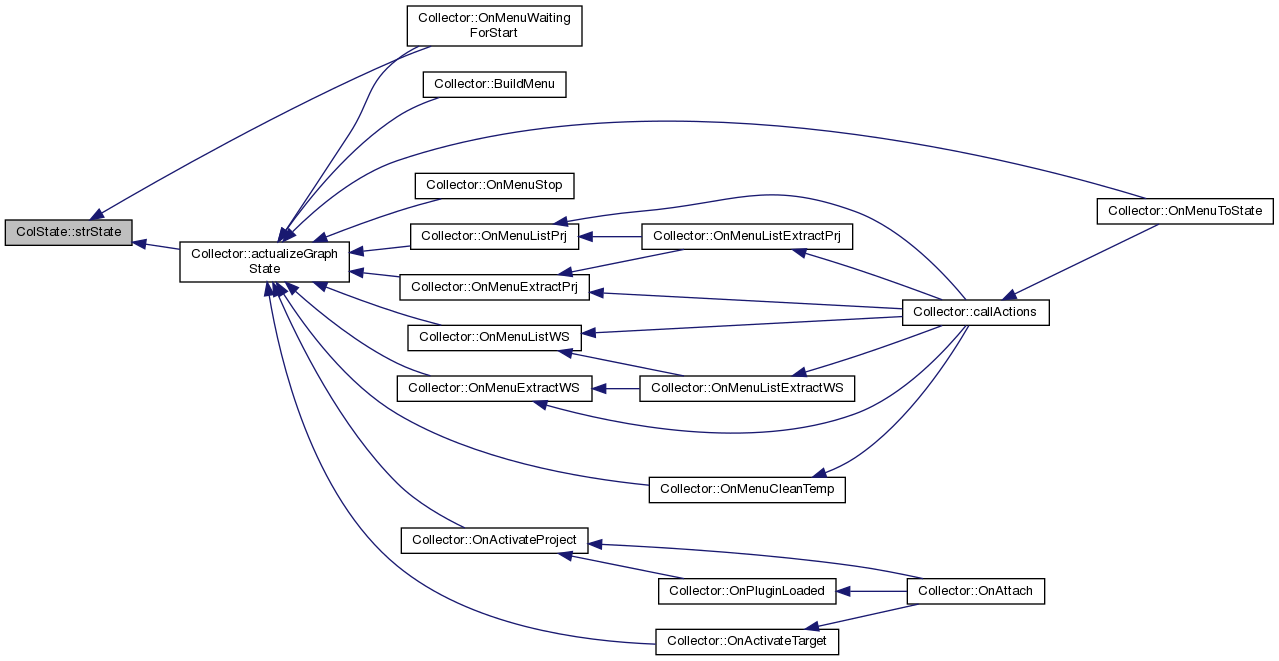 Collector::OnMenuWaiting
ForStart
Collector::BuildMenu
Collector::OnMenuStop
Collector::OnMenuToState
ColState::strState
Collector::OnMenuListPrj
Collector::OnMenuListExtractPrj
Collector::actualizeGraph
State
Collector::OnMenuExtractPrj
Collector::callActions
Collector::OnMenuListWS
Collector::OnMenuExtractWS
Collector::OnMenuListExtractWS
Collector::OnMenuCleanTemp
Collector::OnActivateProject
Collector::OnPluginLoaded
Collector::OnAttach
Collector::OnActivateTarget